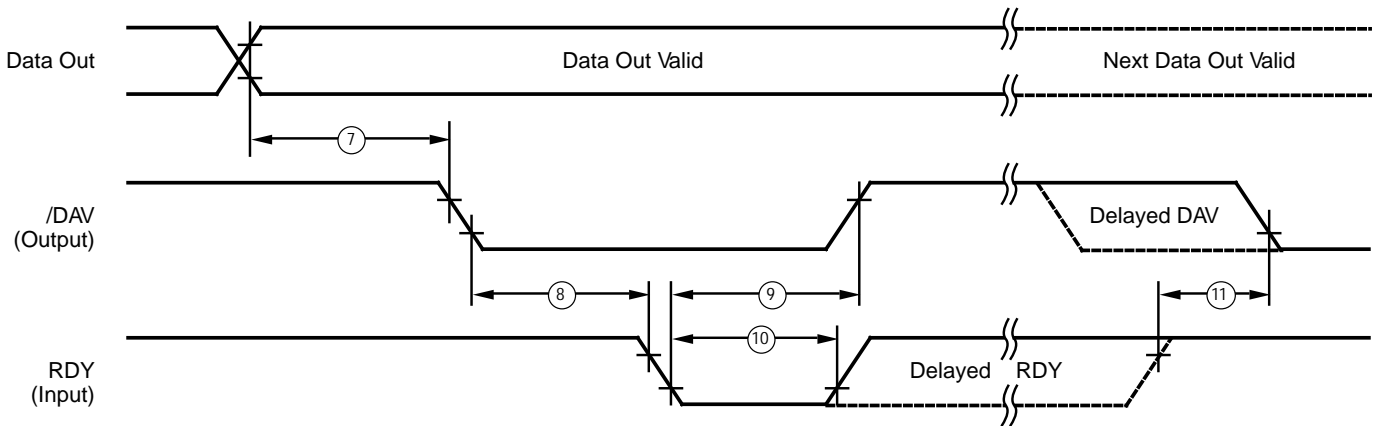 Data Out
Data Out Valid
Next Data Out Valid
7
/DAV
(Output)
Delayed DAV
8
9
11
10
RDY
(Input)
Delayed RDY